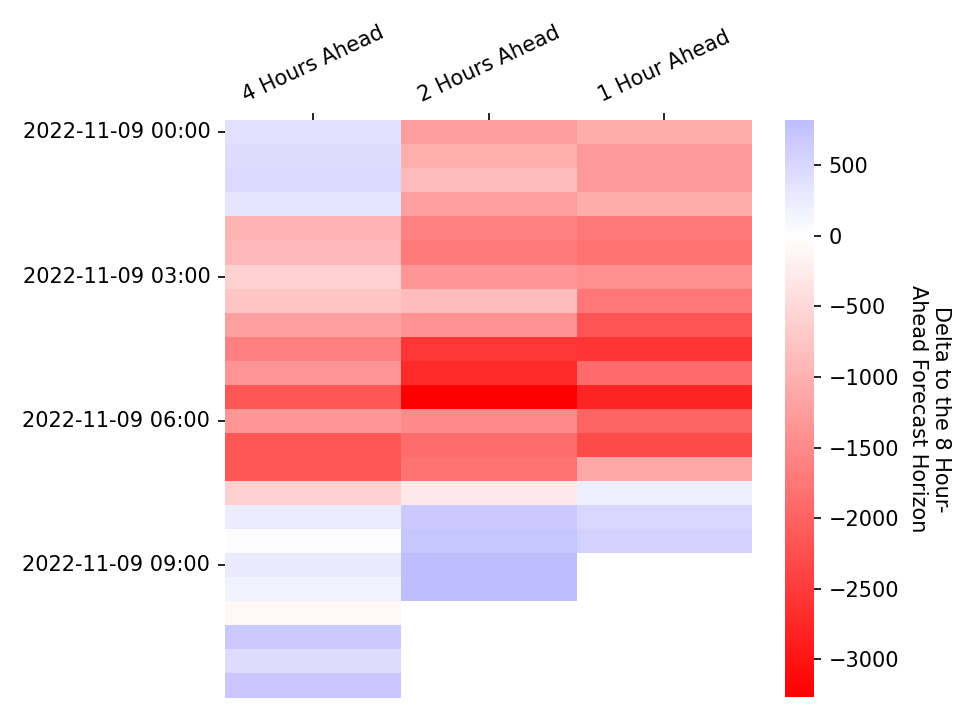 4 Hours Ahead
2 Hours Ahead
1 Hour Ahead
2022-11-09 00:00
2022-11-09 03:00
2022-11-09 06:00
2022-11-09 09:00
500
0
−500
−1000
−1500
−2000
−2500
−3000
Delta to the 8 Hour-
Ahead Forecast Horizon